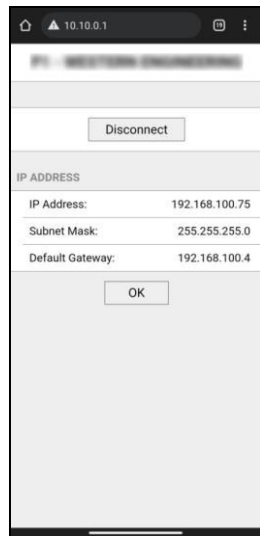 10.10.0.1 19
Disconnect
IP ADDRESS
IP Address: 192.168.100.75
Subnet Mask: 255.255.255.0
Default Gateway: 192.168.100.4
OK